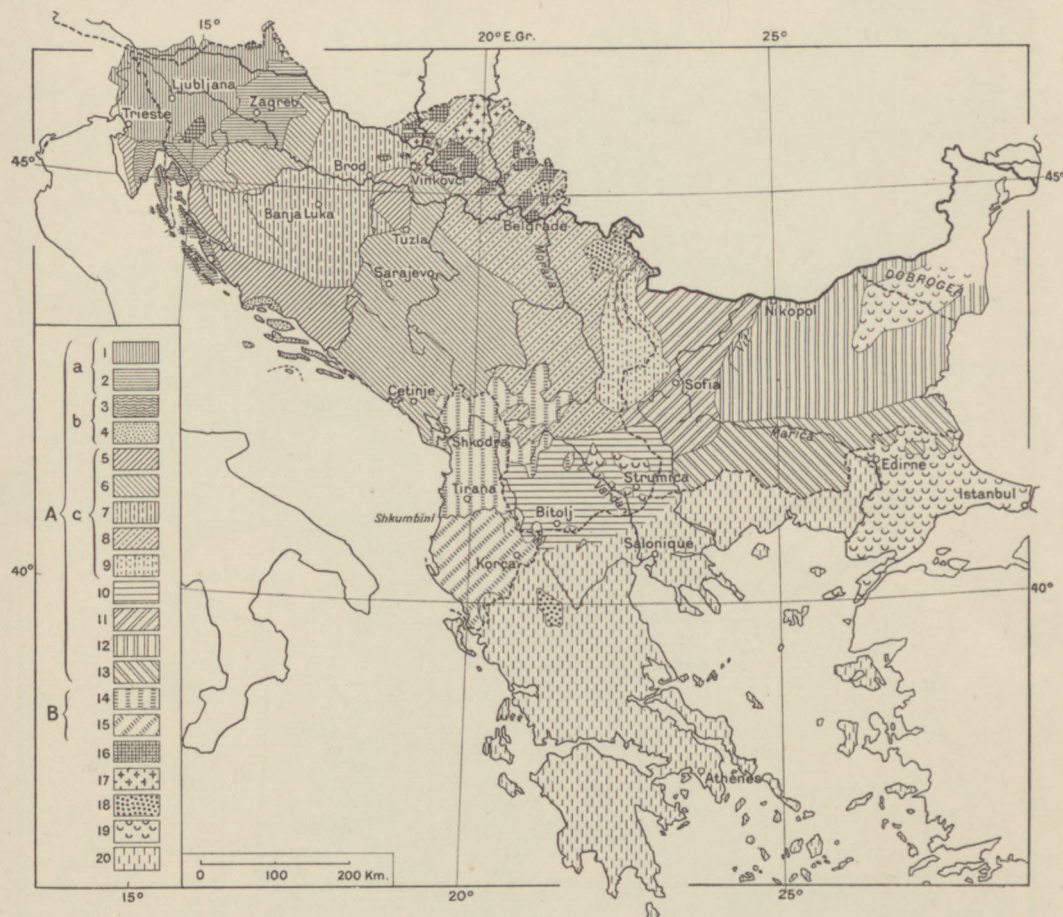 15°
20° E.Gr.
25°
Ljubljana
Trieste
Zagreb
45°
Brod
Vinkovci
45°
Banja Luka
Belgrade
Tuzla
Morava
Sarajevo
DOBROGEA
Nikopol
Sofia
Cetinje
Marica
Shkodra
Edirne
Strumica
Istanbul
Tirana
Vardar
Shkumbini
Bitolj
Salonique
Korça
40°
40°
Athènes
A
B
a
b
c
1
2
3
4
5
6
7
8
9
10
11
12
13
14
15
16
17
18
19
20
0 100 200 Km.
15°
20°
25°